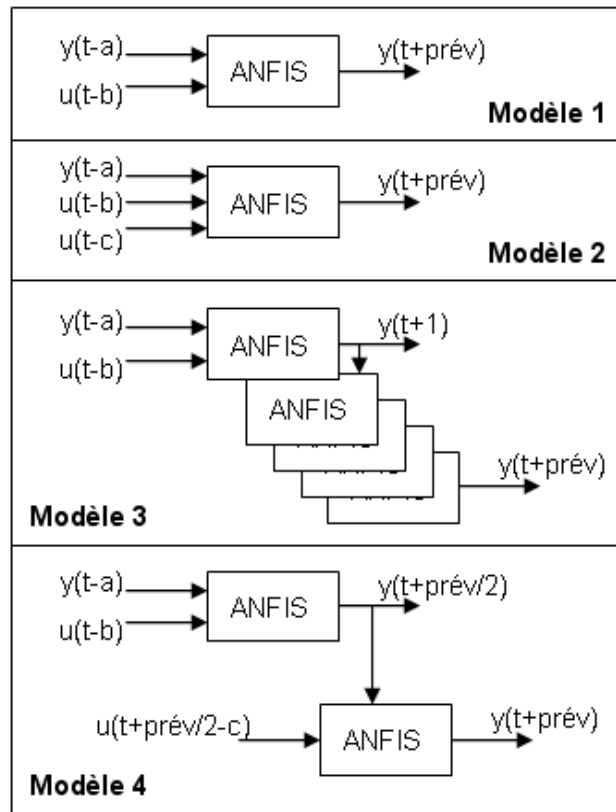 y(t-a)
u(t-b)
ANFIS
y(t+prév)
Modèle 1
y(t-a)
u(t-b)
u(t-c)
ANFIS
y(t+prév)
Modèle 2
y(t-a)
u(t-b)
ANFIS
y(t+1)
ANFIS
y(t+prév)
Modèle 3
y(t-a)
u(t-b)
ANFIS
y(t+prév/2)
u(t+prév/2-c)
ANFIS
y(t+prév)
Modèle 4